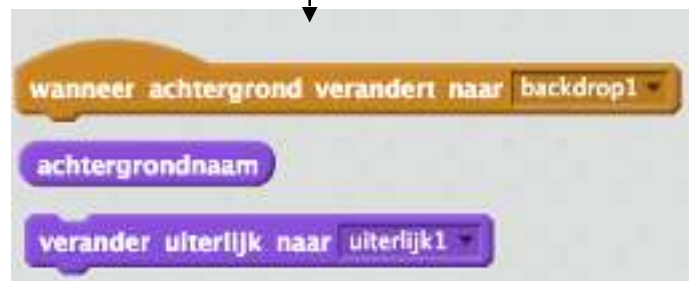 wanneer achtergrond verandert naar backdrop1
achtergrondnaam
verander uiterlijk naar uiterlijk1